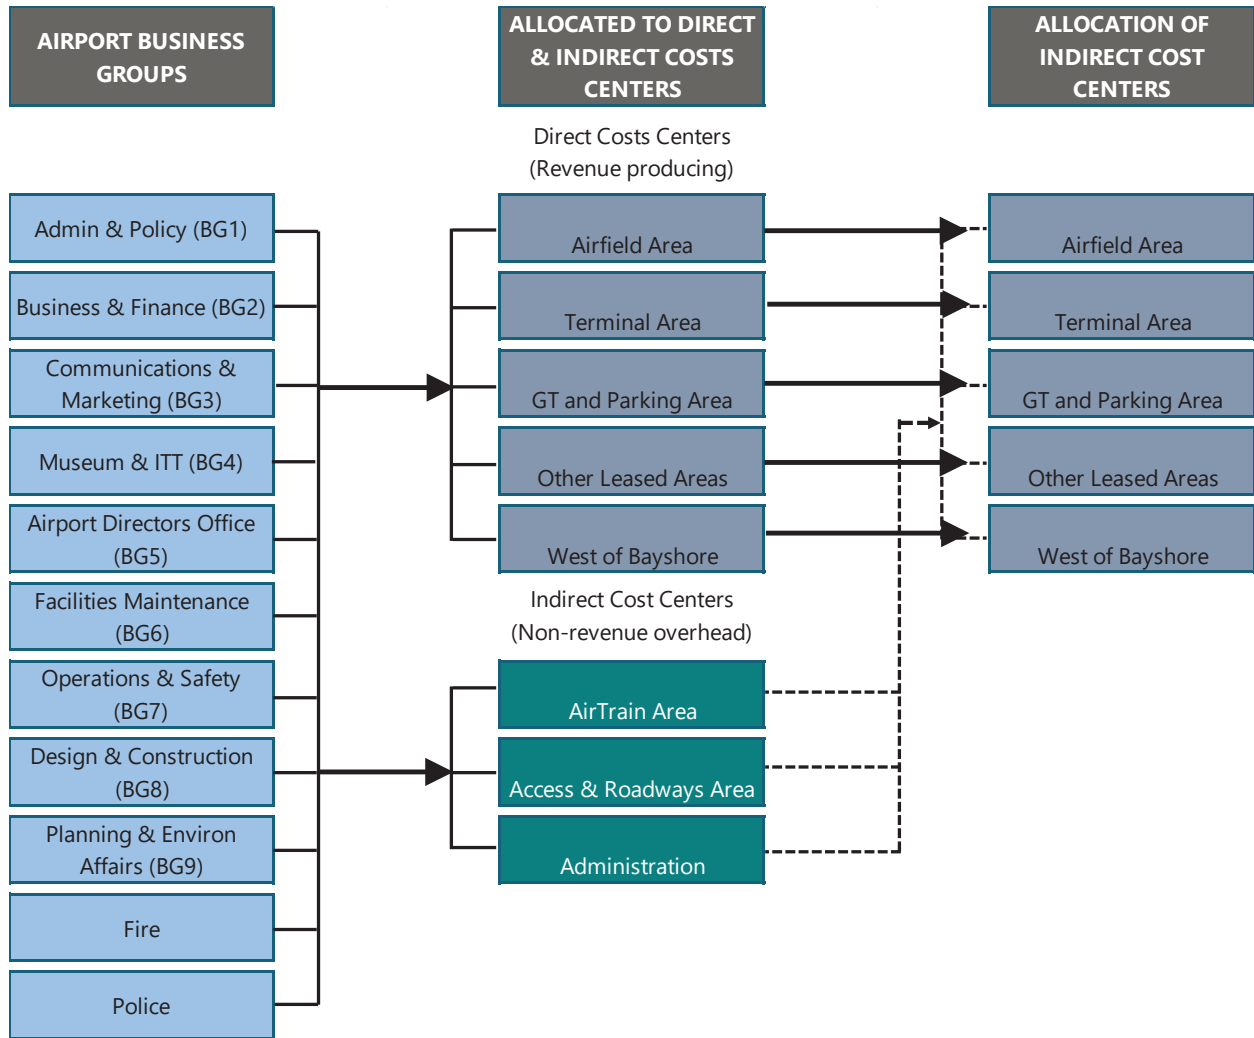 AIRPORT BUSINESS
GROUPS
ALLOCATED TO DIRECT
& INDIRECT COSTS
CENTERS
ALLOCATION OF
INDIRECT COST
CENTERS
Direct Costs Centers
(Revenue producing)
Admin & Policy (BG1)
Business & Finance (BG2)
Communications &
Marketing (BG3)
Museum & ITT (BG4)
Airport Directors Office
(BG5)
Facilities Maintenance
(BG6)
Operations & Safety
(BG7)
Design & Construction
(BG8)
Planning & Environ
Affairs (BG9)
Fire
Police
Airfield Area
Terminal Area
GT and Parking Area
Other Leased Areas
West of Bayshore
Indirect Cost Centers
(Non-revenue overhead)
AirTrain Area
Access & Roadways Area
Administration
Airfield Area
Terminal Area
GT and Parking Area
Other Leased Areas
West of Bayshore